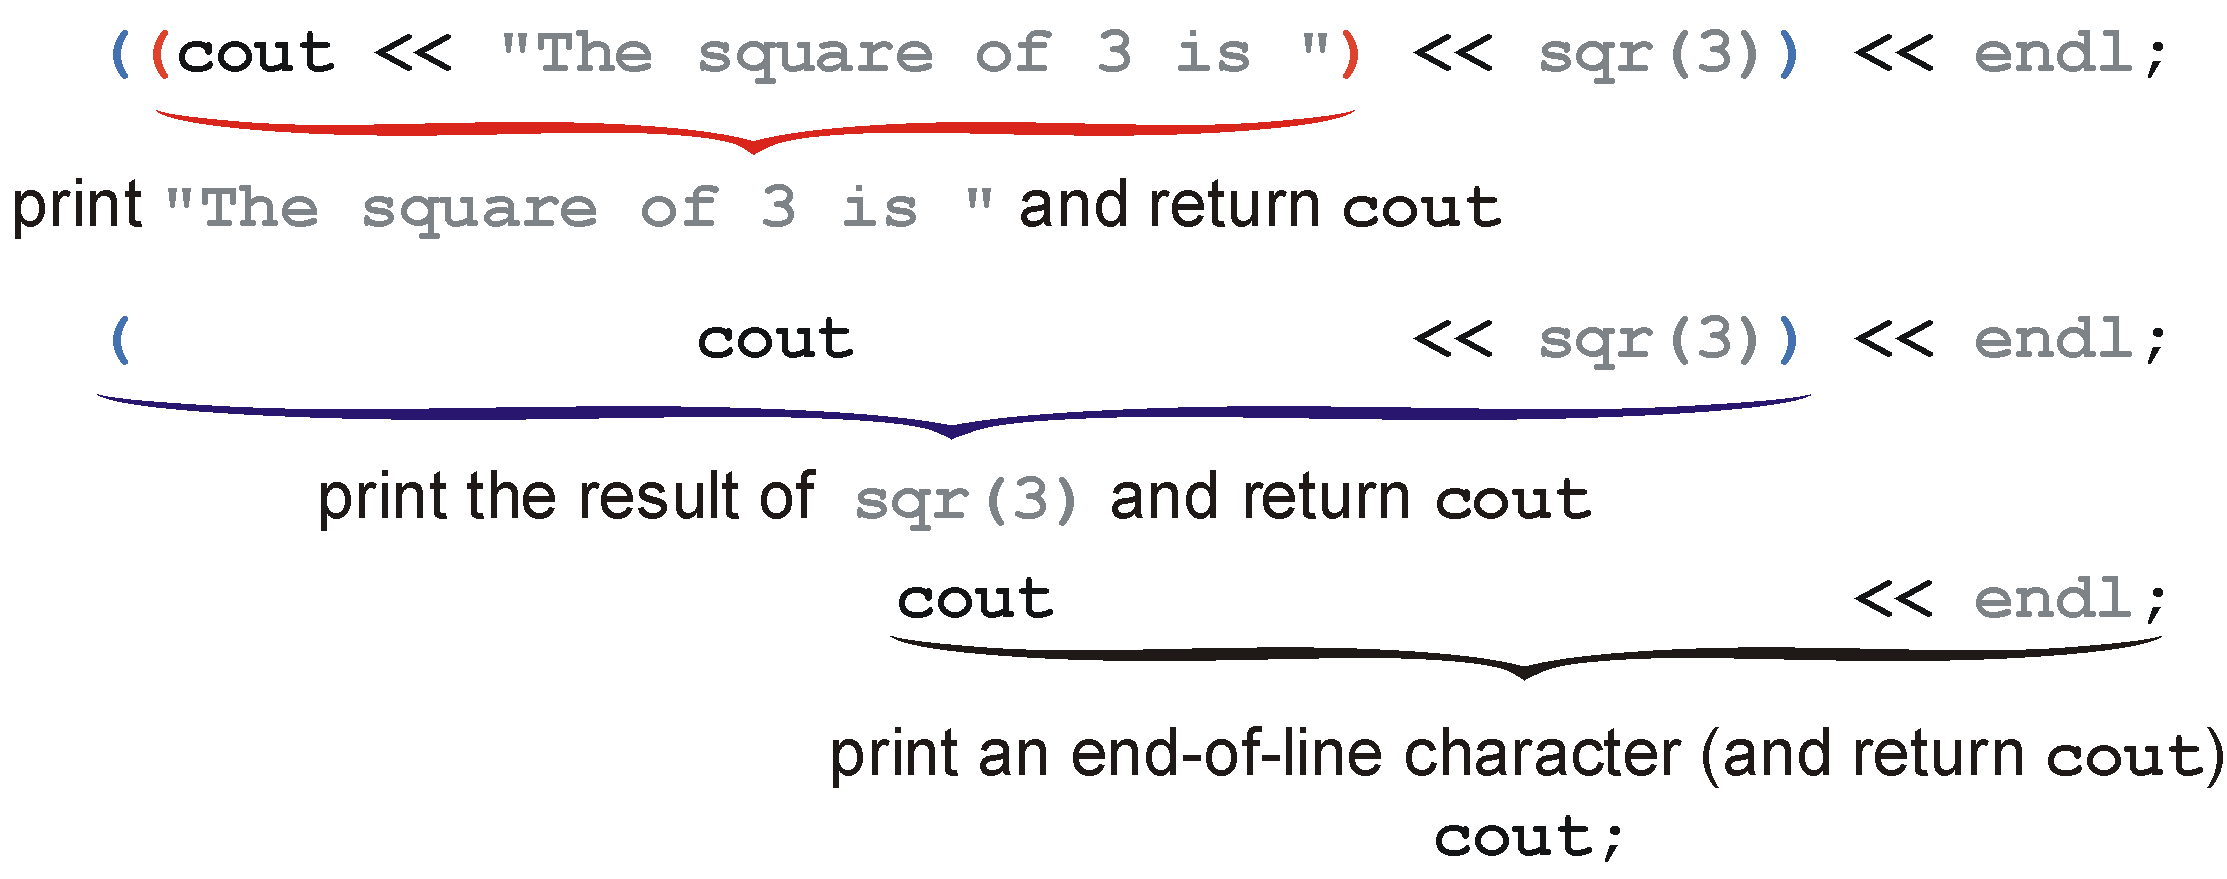 ((cout << "The square of 3 is ") << sqr(3)) << endl;
print "The square of 3 is " and return cout
( cout << sqr(3)) << endl;
print the result of sqr(3) and return cout
cout << endl;
print an end-of-line character (and return cout)
cout;